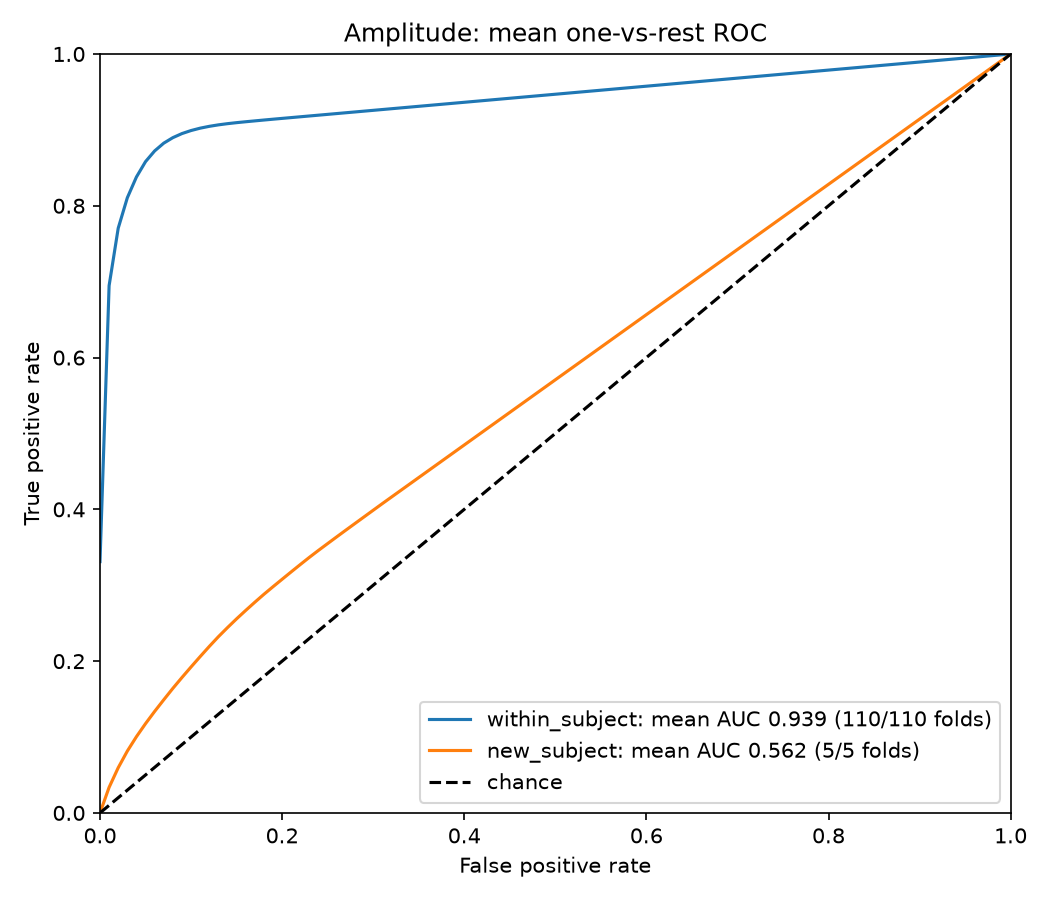 Amplitude: mean one-vs-rest ROC
True positive rate
1.0
0.8
0.6
0.4
0.2
0.0
within_subject: mean AUC 0.939 (110/110 folds)
new_subject: mean AUC 0.562 (5/5 folds)
chance
0.0 0.2 0.4 0.6 0.8 1.0
False positive rate